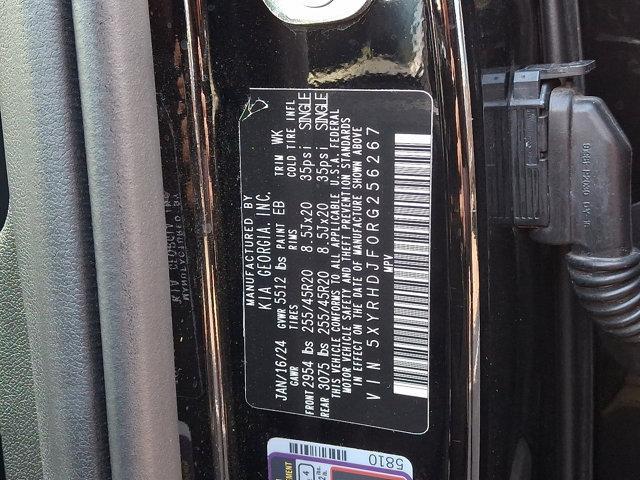 MANUFACTURED BY
KIA GEORGIA, INC.
JAN/16/24 GVWR 5512 lbs PAINT EB TRIM WK
GAWR TIRES RIMS COLD TIRE INFL
FRONT 2954 lbs 255/45R20 8.5Jx20 35psi SINGLE
REAR 3075 lbs 255/45R20 8.5Jx20 35psi SINGLE
THIS VEHICLE CONFORMS TO ALL APPLICABLE U.S.A. FEDERAL
MOTOR VEHICLE SAFETY AND THEFT PREVENTION STANDARDS
IN EFFECT ON THE DATE OF MANUFACTURE SHOWN ABOVE
VIN 5XYRHDJF0RG256267
MPV
5810